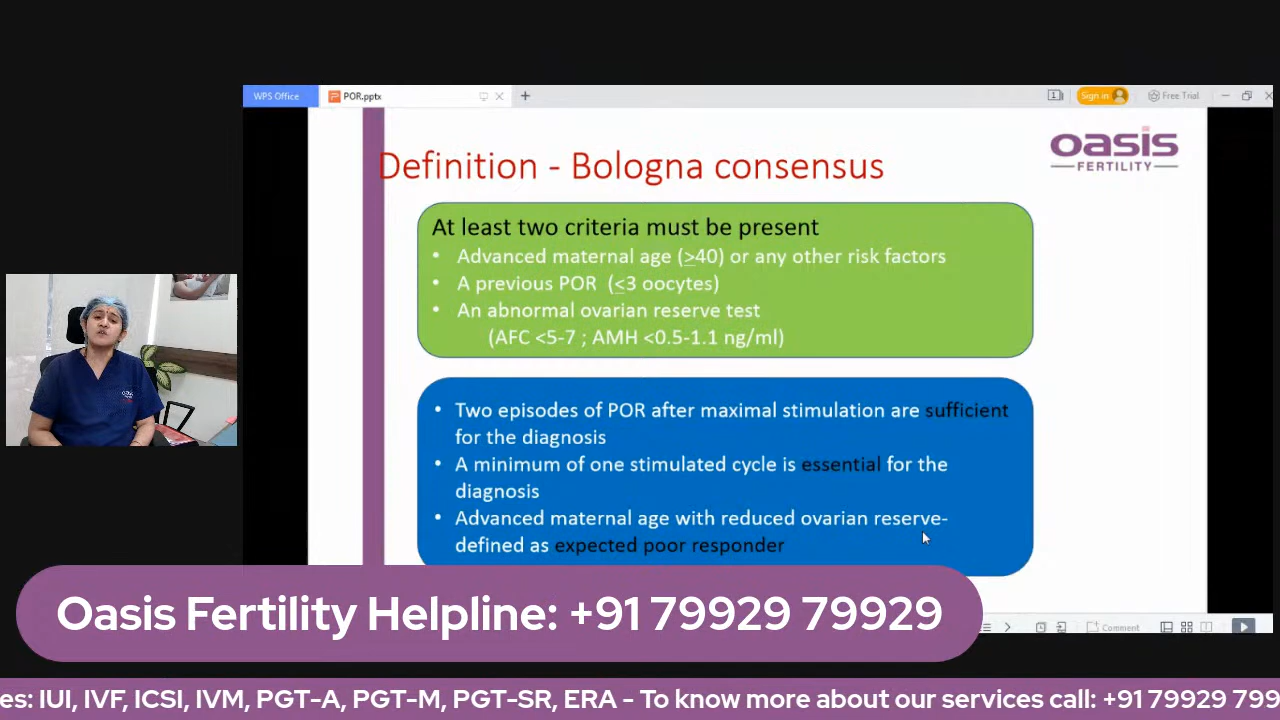 WPS Office
POR.pptx
1
Sign in
Free Trial
Definition - Bologna consensus
oasis
FERTILITY
At least two criteria must be present
• Advanced maternal age (≥40) or any other risk factors
• A previous POR (≤3 oocytes)
• An abnormal ovarian reserve test
(AFC <5-7 ; AMH <0.5-1.1 ng/ml)
• Two episodes of POR after maximal stimulation are sufficient
for the diagnosis
• A minimum of one stimulated cycle is essential for the
diagnosis
• Advanced maternal age with reduced ovarian reserve-
defined as expected poor responder
Oasis Fertility Helpline: +91 79929 79929
Comment
es: IUI, IVF, ICSI, IVM, PGT-A, PGT-M, PGT-SR, ERA - To know more about our services call: +91 79929 799